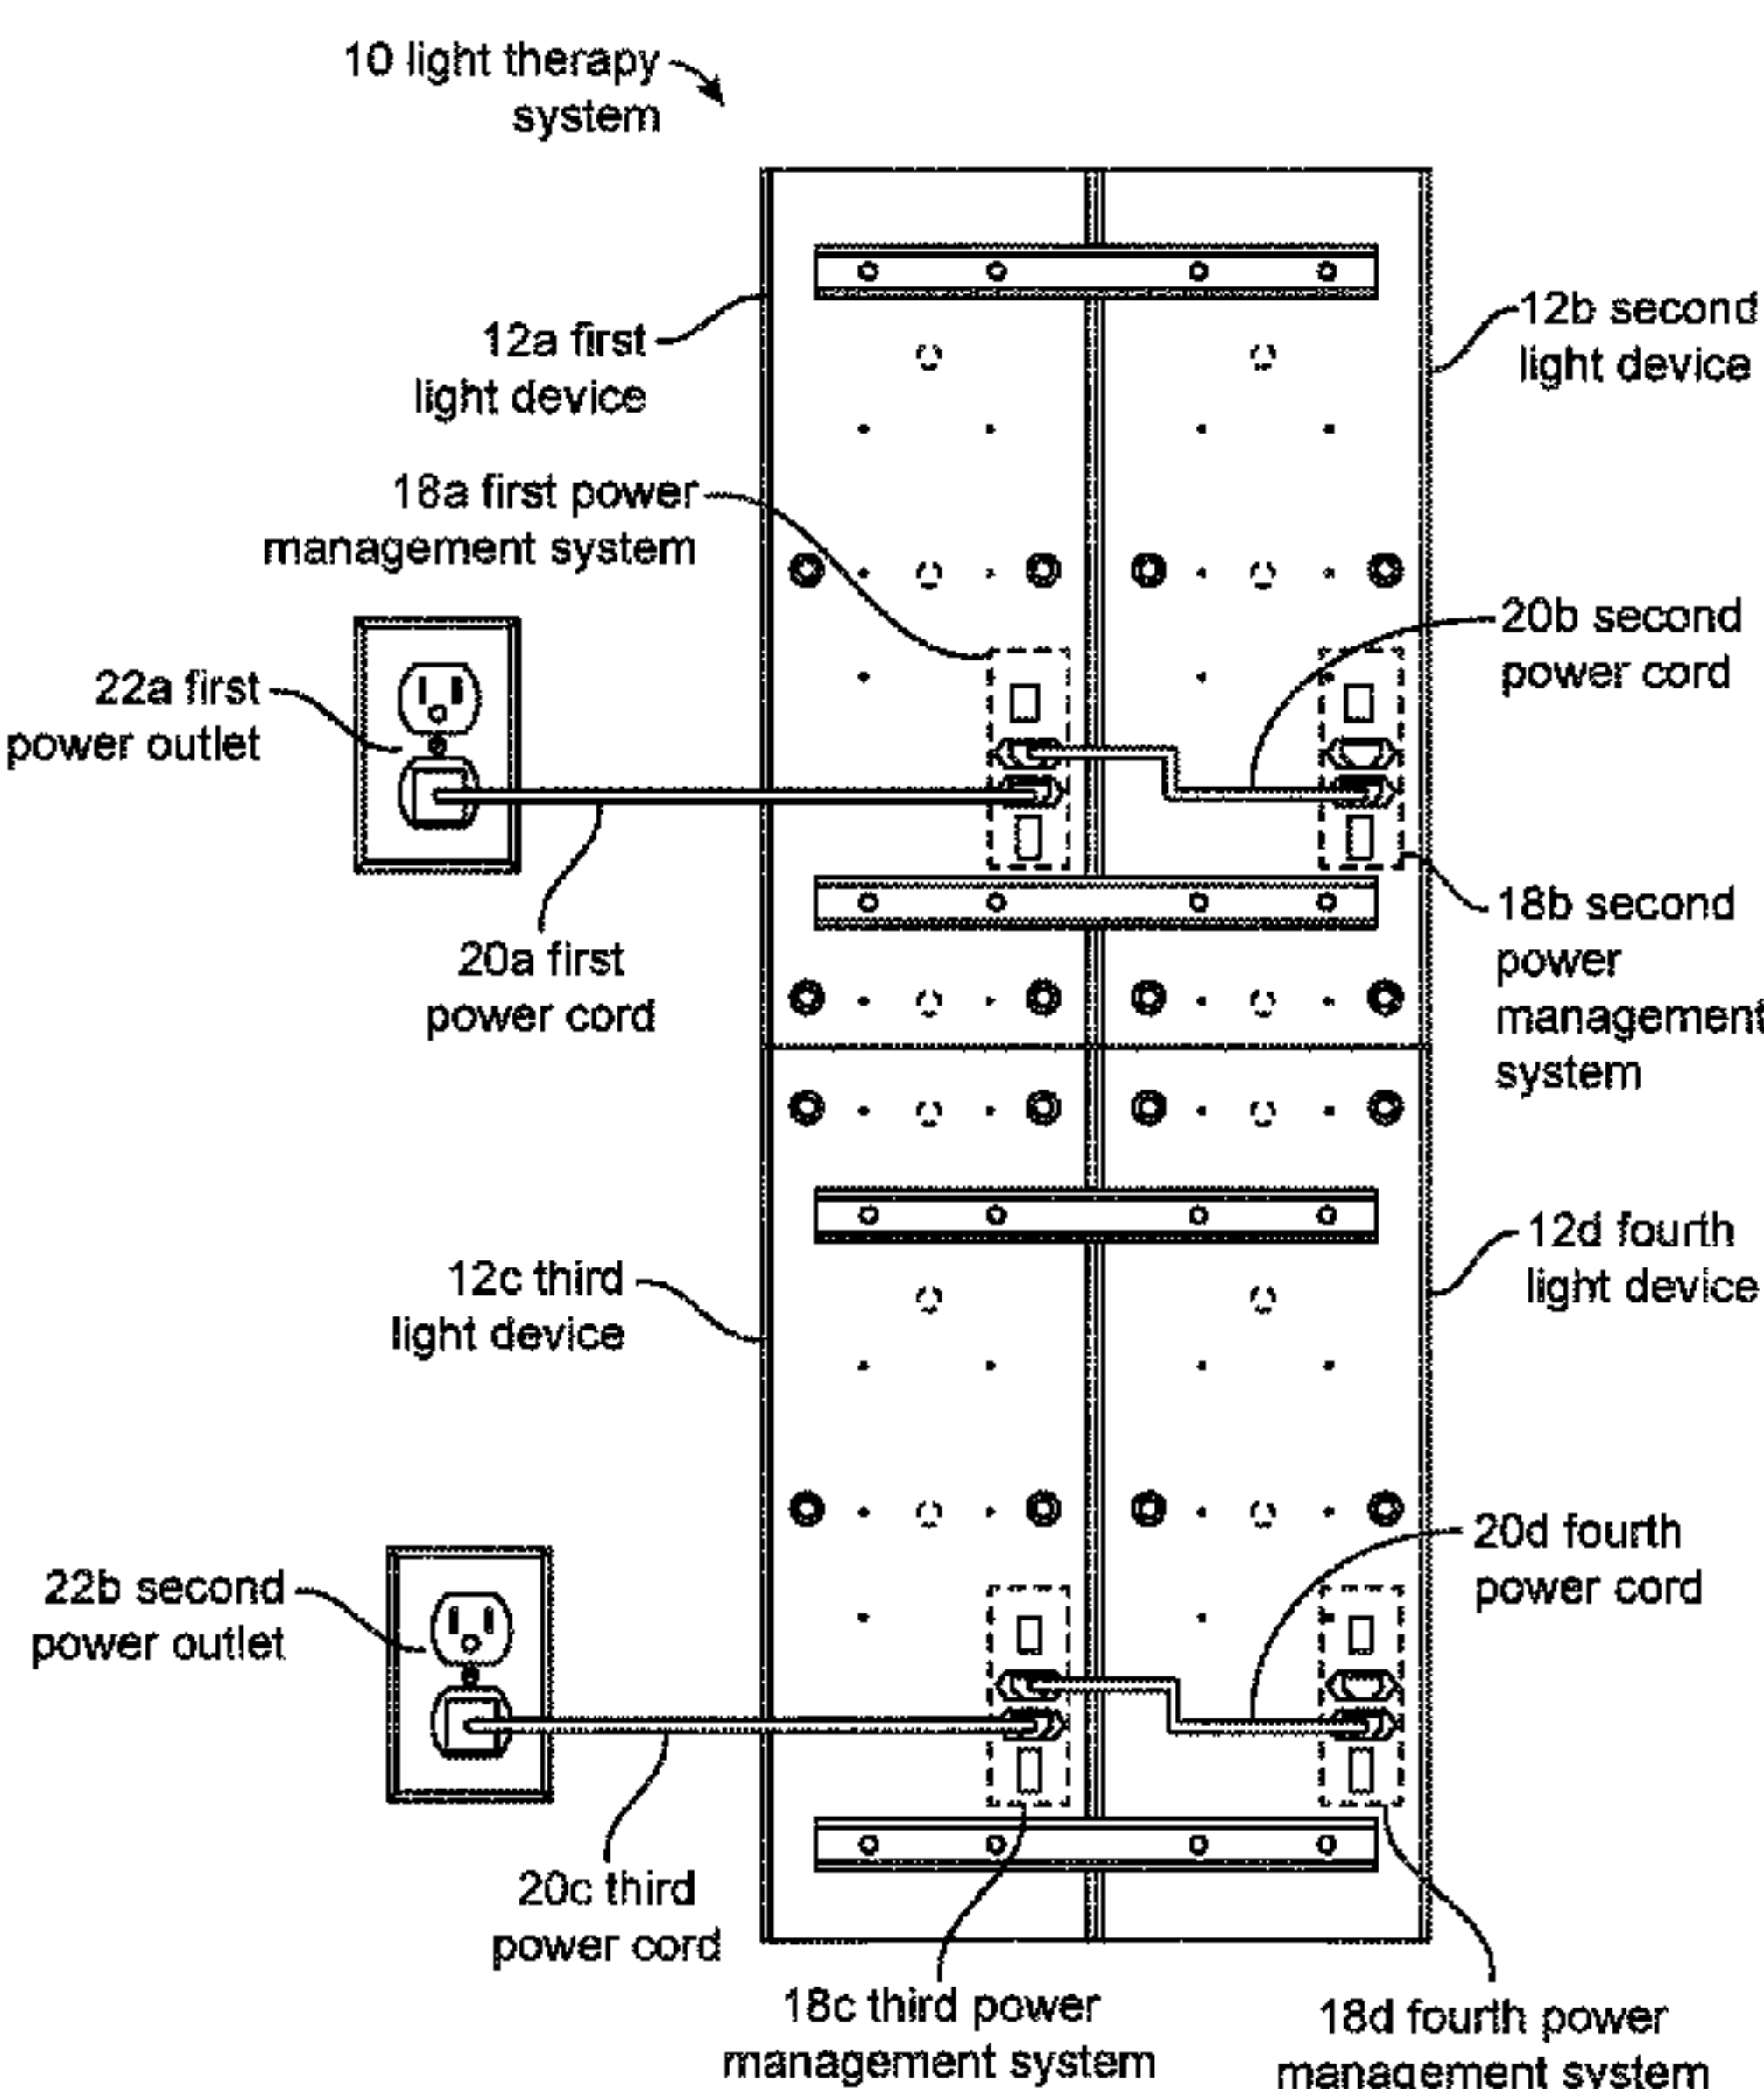 10 light therapy
system
12a first
light device
12b second
light device
18a first power
management system
20b second
power cord
22a first
power outlet
18b second
power
management
system
20a first
power cord
12c third
light device
12d fourth
light device
20d fourth
power cord
22b second
power outlet
20c third
power cord
18c third power
management system
18d fourth power
management system